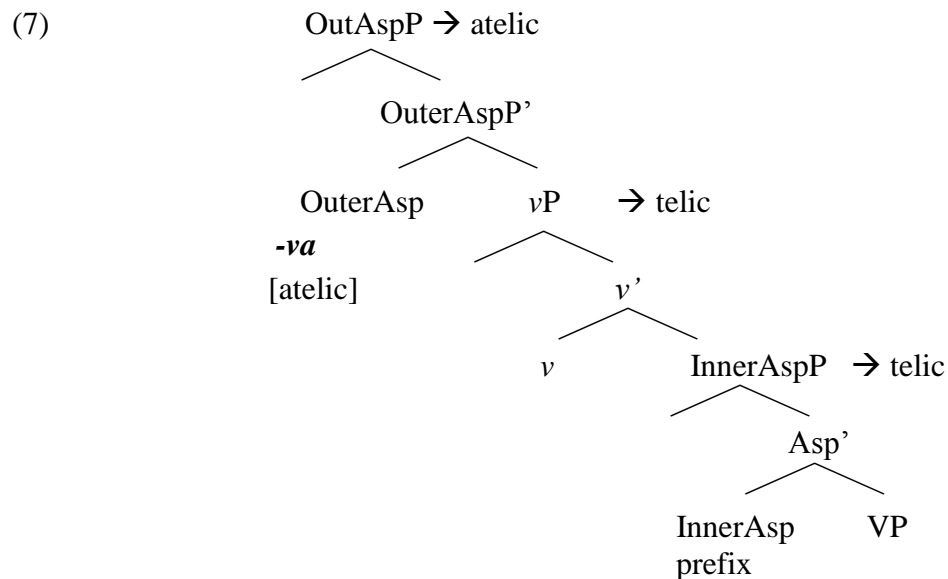 (7) OutAspP → atelic
OuterAspP’
OuterAsp vP → telic
-va
[atelic] v’
v InnerAspP → telic
Asp’
InnerAsp VP
prefix